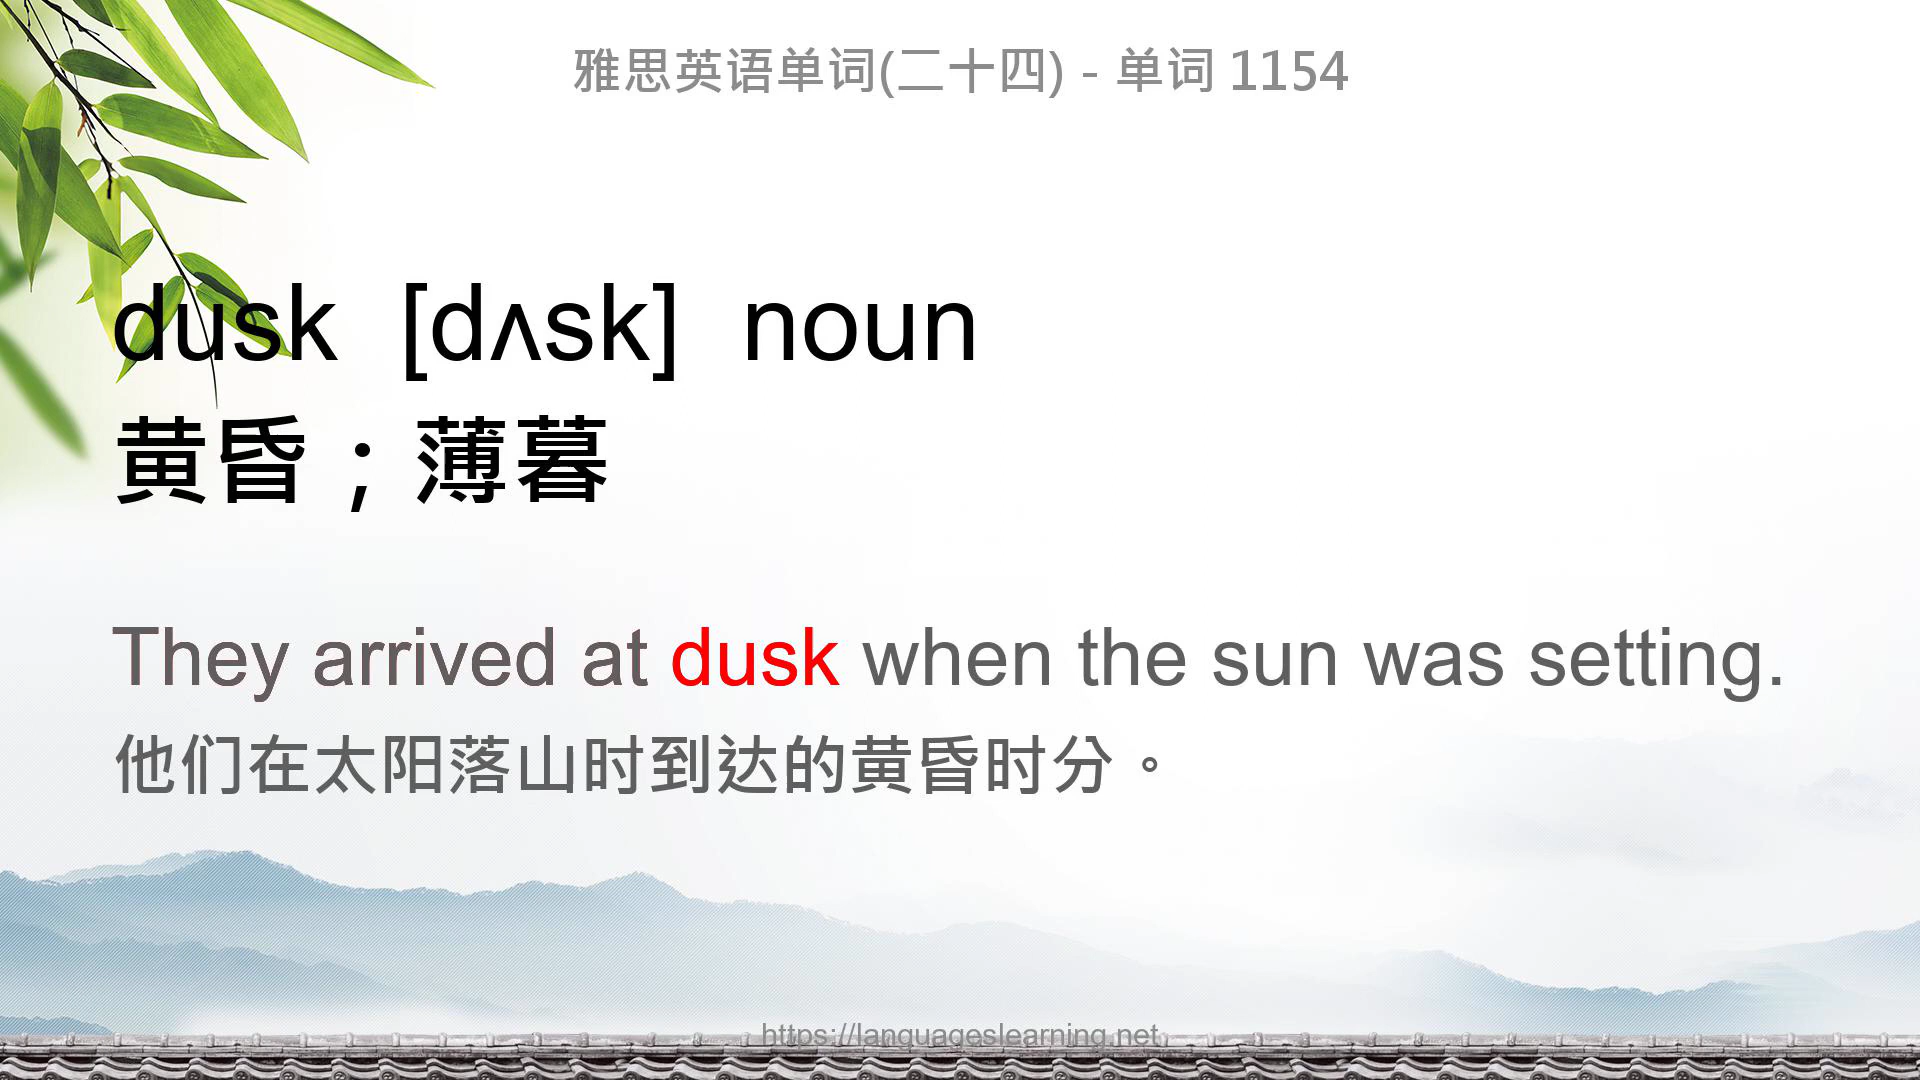 雅思英语单词(二十四) - 单词 1154
dusk [dʌsk] noun
黄昏；薄暮
They arrived at dusk when the sun was setting.
他们在太阳落山时到达的黄昏时分。
https://languageslearning.net